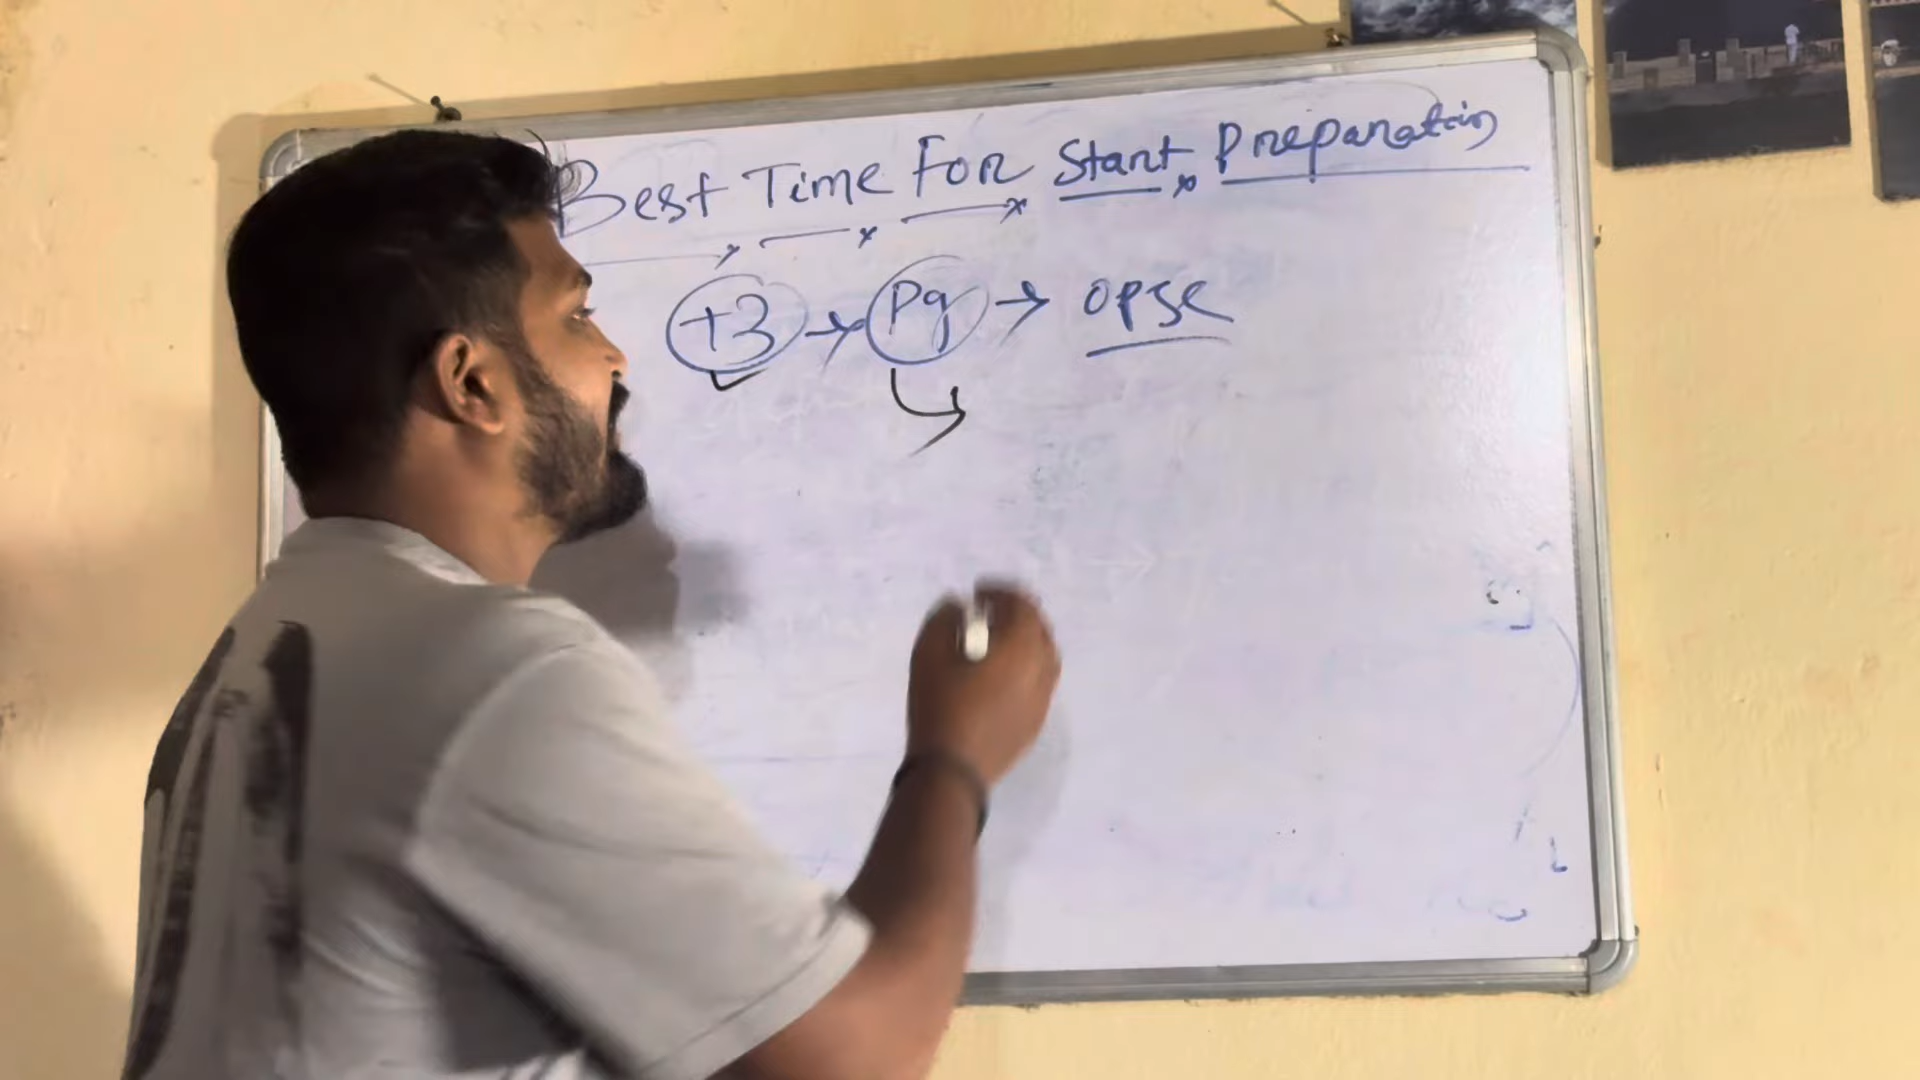 Best Time For Start Preparation
+3 → Pg → OPSC